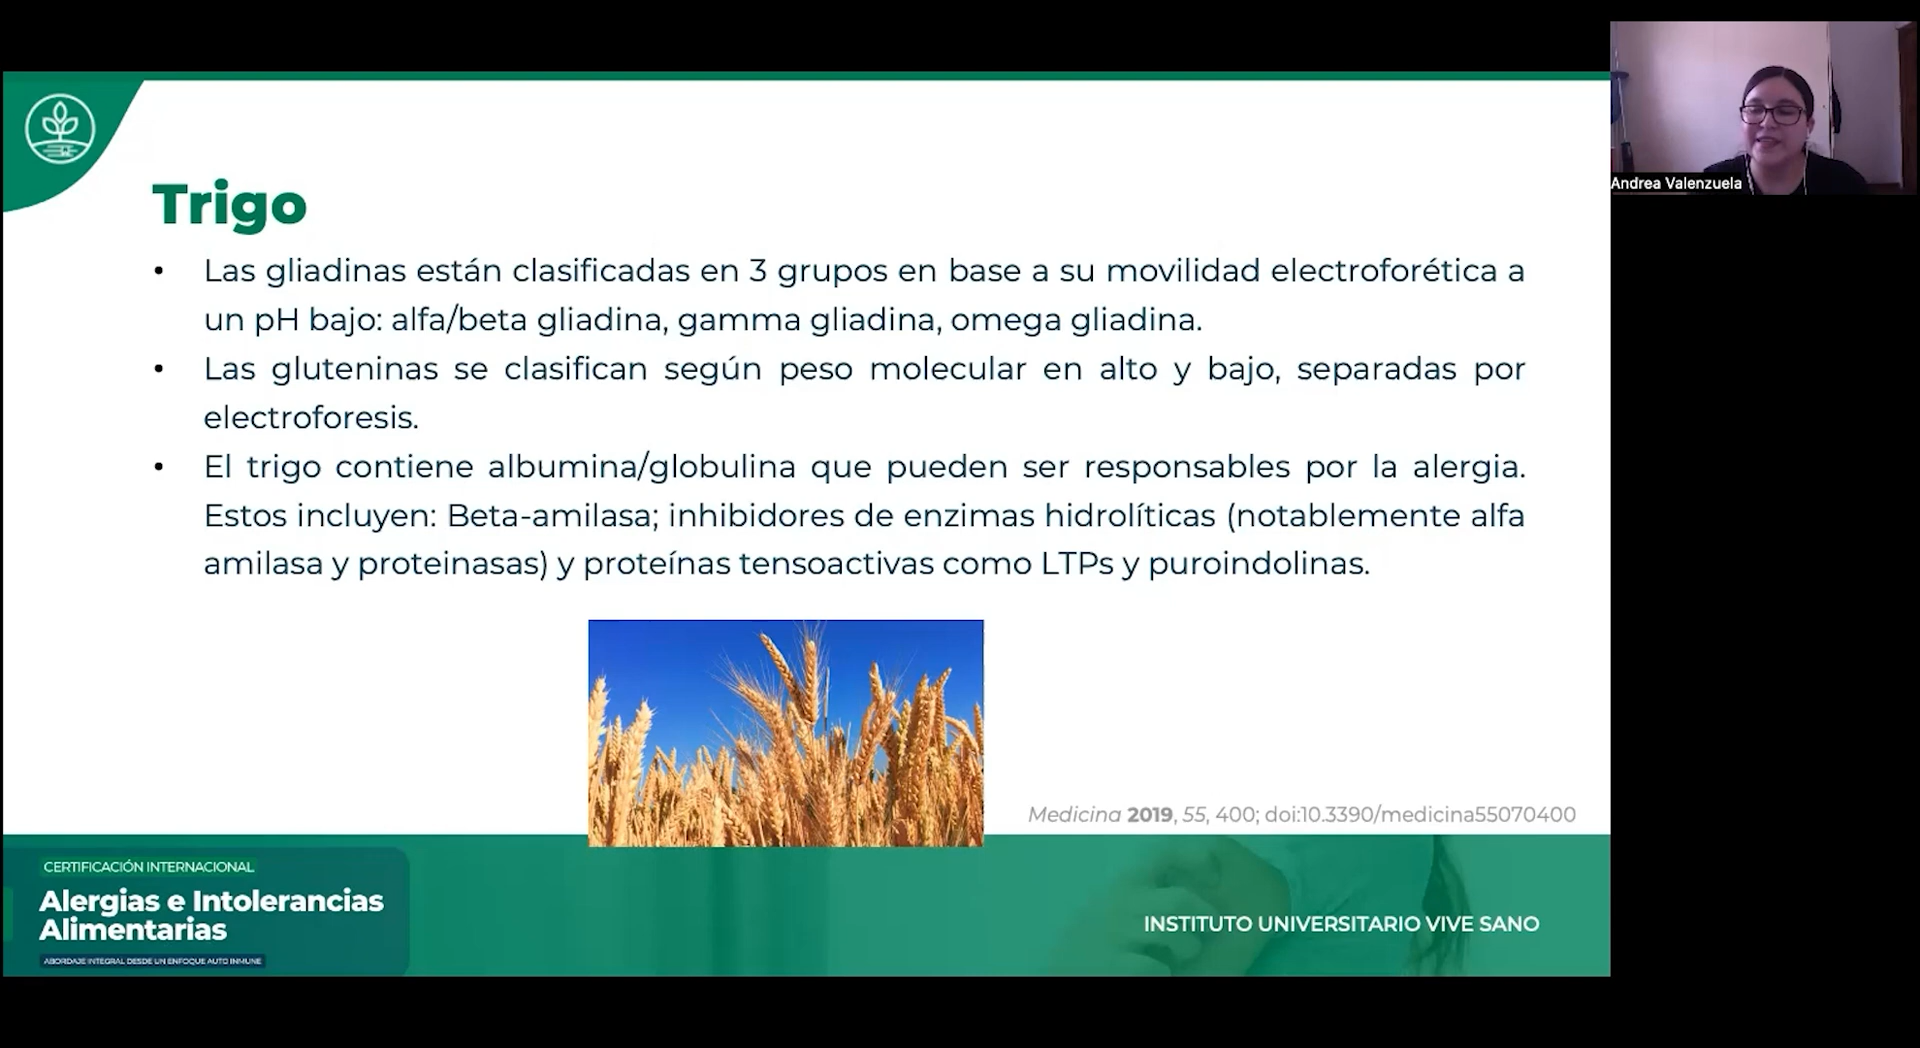 Trigo
• Las gliadinas están clasificadas en 3 grupos en base a su movilidad electroforética a
un pH bajo: alfa/beta gliadina, gamma gliadina, omega gliadina.
• Las gluteninas se clasifican según peso molecular en alto y bajo, separadas por
electroforesis.
• El trigo contiene albumina/globulina que pueden ser responsables por la alergia.
Estos incluyen: Beta-amilasa; inhibidores de enzimas hidrolíticas (notablemente alfa
amilasa y proteinasas) y proteínas tensoactivas como LTPs y puroindolinas.
Medicina 2019, 55, 400; doi:10.3390/medicina55070400
CERTIFICACIÓN INTERNACIONAL
Alergias e Intolerancias
Alimentarias
ABORDAJE INTEGRAL DESDE UN ENFOQUE AUTO INMUNE
INSTITUTO UNIVERSITARIO VIVE SANO
Andrea Valenzuela